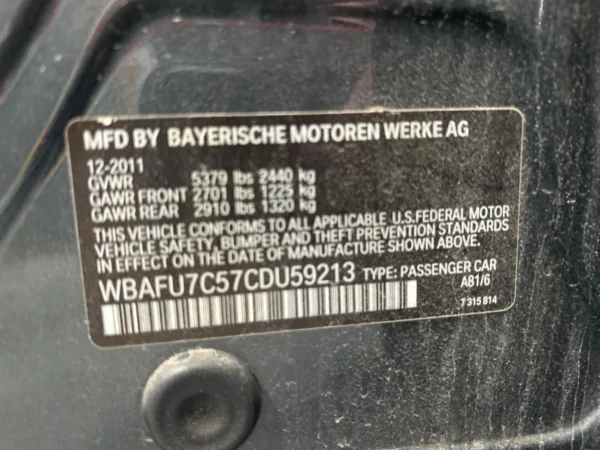 MFD BY BAYERISCHE MOTOREN WERKE AG
12-2011
GVWR 5379 lbs 2440 kg
GAWR FRONT 2701 lbs 1225 kg
GAWR REAR 2910 lbs 1320 kg
THIS VEHICLE CONFORMS TO ALL APPLICABLE U.S.FEDERAL MOTOR
VEHICLE SAFETY, BUMPER AND THEFT PREVENTION STANDARDS
IN EFFECT ON THE DATE OF MANUFACTURE SHOWN ABOVE.
WBAFU7C57CDU59213 TYPE: PASSENGER CAR
A81/6
7 315 814